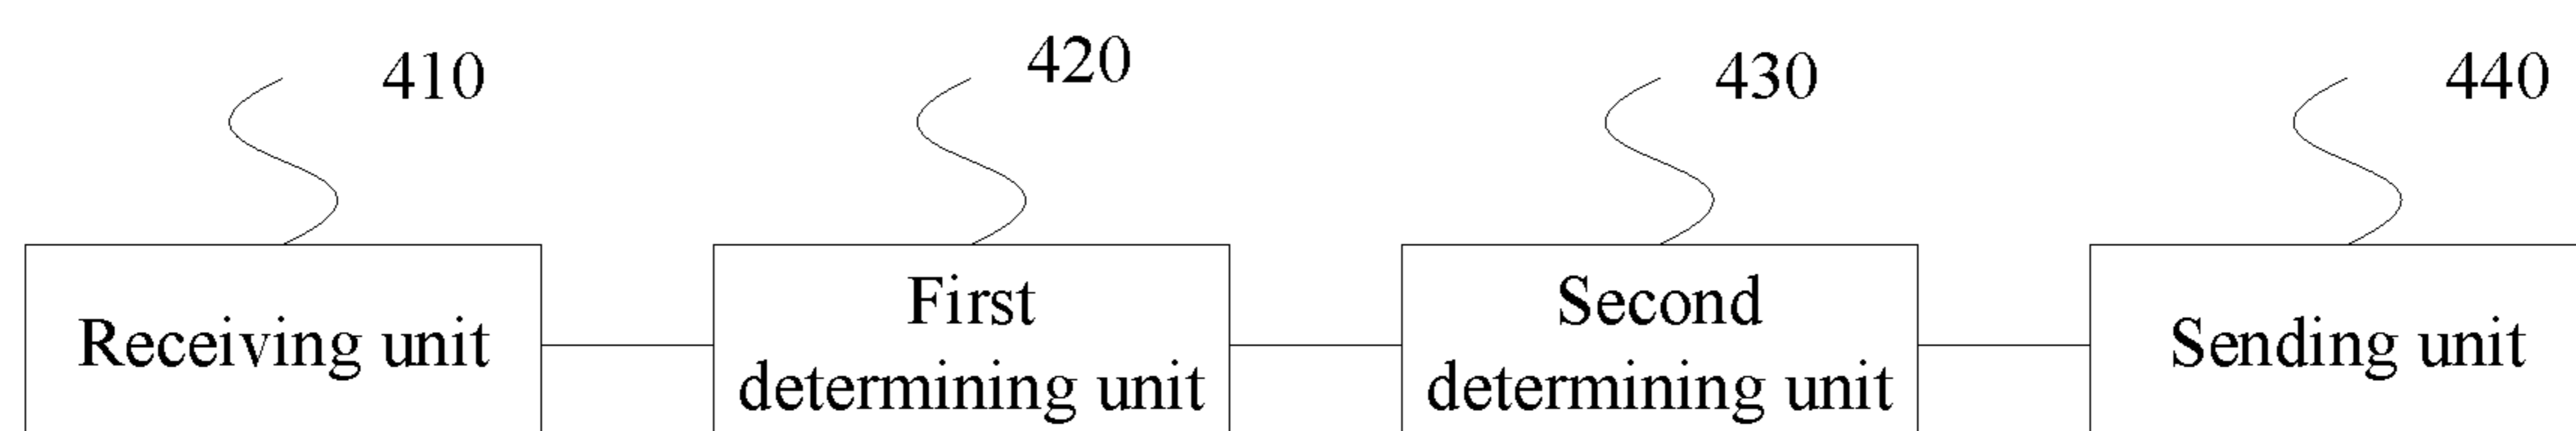 410
420
430
440
Receiving unit
First
determining unit
Second
determining unit
Sending unit